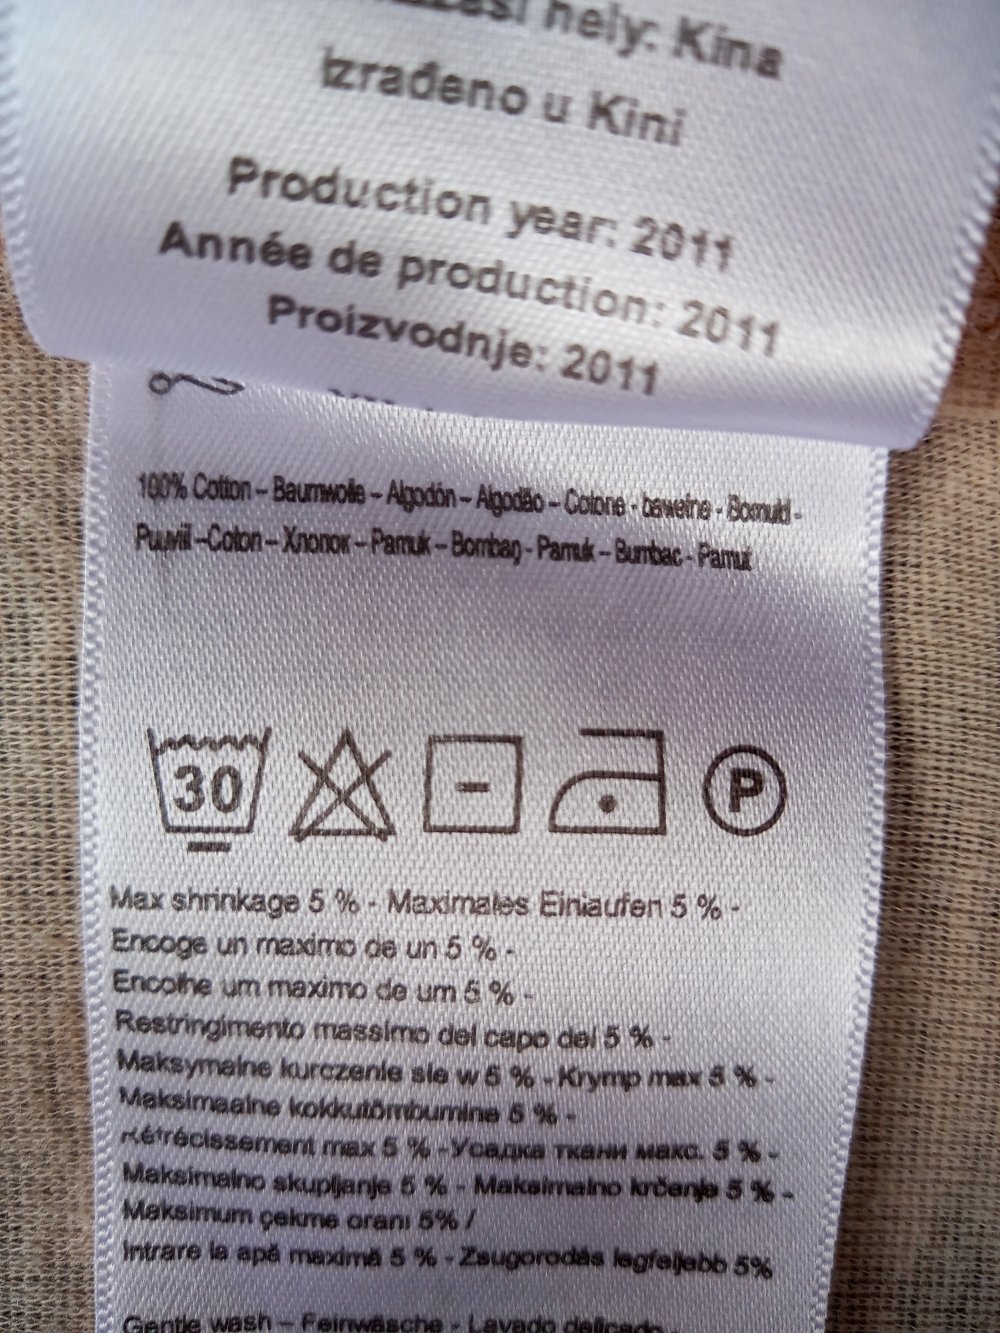 hely: Kína
Izrađeno u Kini
Production year: 2011
Année de production: 2011
Proizvodnje: 2011
100% Cotton - Baumwolle - Algodón - Algodão - Cotone - bawełna - Bomuld -
Puuvill - Coton - Хлопок - Pamuk - Bombaŋ - Pamuk - Bumbac - Pamut
30
-
P
Max shrinkage 5 % - Maximales Einlaufen 5 % -
Encoge un maximo de un 5 % -
Encolhe um maximo de um 5 % -
Restringimento massimo del capo del 5 % -
Maksymalne kurczenie sie w 5 % - Krymp max 5 % -
Maksimaalne kokkutõmbumine 5 % -
Rétrécissement max 5 % - Усадка ткани макс. 5 % -
Maksimalno skupljanje 5 % - Maksimalno krčenje 5 % -
Maksimum çekme oranı 5% /
Intrare la apă maximă 5 % - Zsugorodás legfeljebb 5%
Gentle wash – Feinwäsche - Lavado delicado